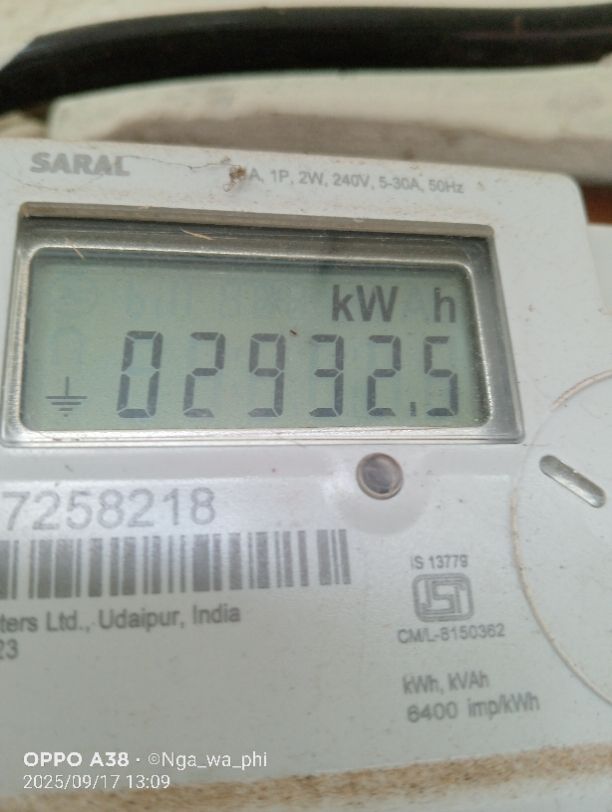 SARAL
A, 1P, 2W, 240V, 5-30A, 50Hz
kW h
02932.5
7258218
IS 13779
ISI
CM/L-8150362
ters Ltd., Udaipur, India
23
kWh, kVAh
6400 imp/kWh
OPPO A38 · ©Nga_wa_phi
2025/09/17 13:09